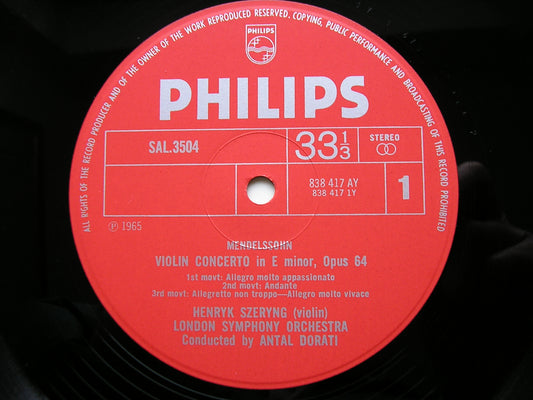 ALL RIGHTS OF THE RECORD PRODUCER AND OF THE OWNER OF THE WORK REPRODUCED RESERVED. COPYING, PUBLIC PERFORMANCE AND BROADCASTING OF THIS RECORD PROHIBITED
PHILIPS
PHILIPS
SAL.3504
33 1/3
STEREO
838 417 AY
838 417 1Y
1
Ⓟ 1965
MENDELSSOHN
VIOLIN CONCERTO in E minor, Opus 64
1st movt: Allegro molto appassionato
2nd movt: Andante
3rd movt: Allegretto non troppo—Allegro molto vivace
HENRYK SZERYNG (violin)
LONDON SYMPHONY ORCHESTRA
Conducted by ANTAL DORATI